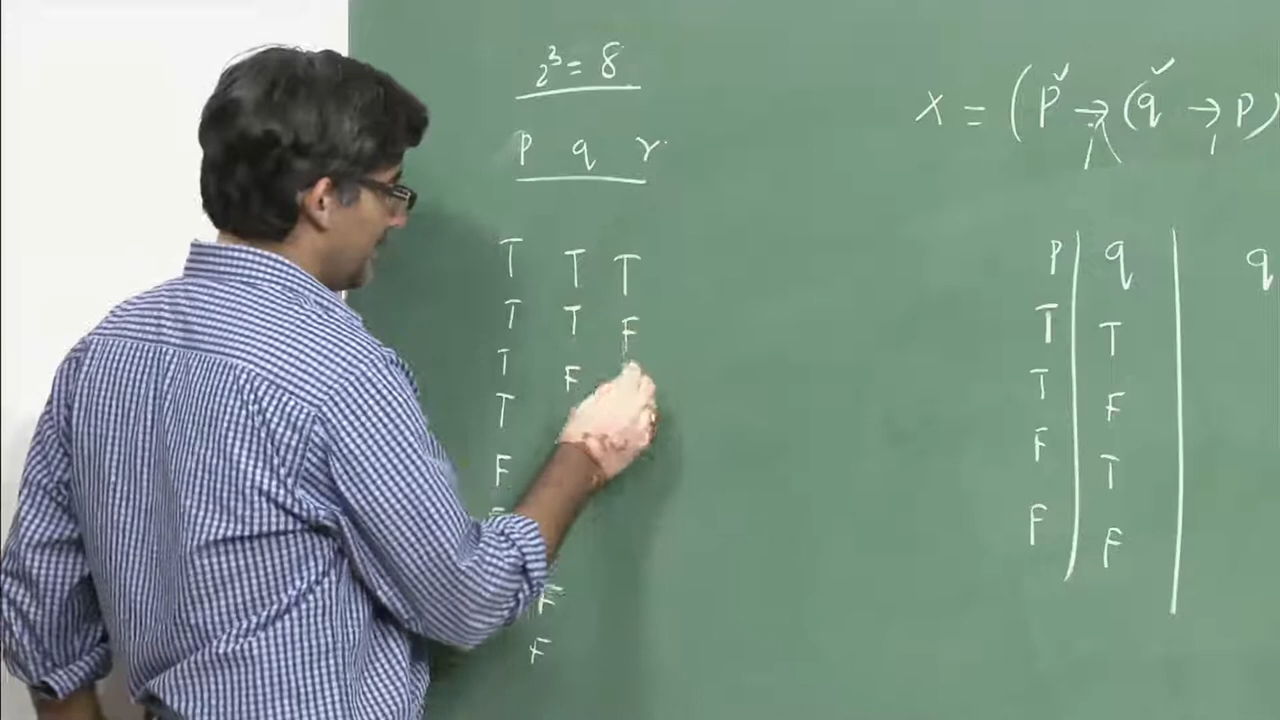 2³ = 8
p q r
T T T
T T F
T F
T
F
F
F
x = (p → (q → p)
p q q
T T
T F
F T
F F